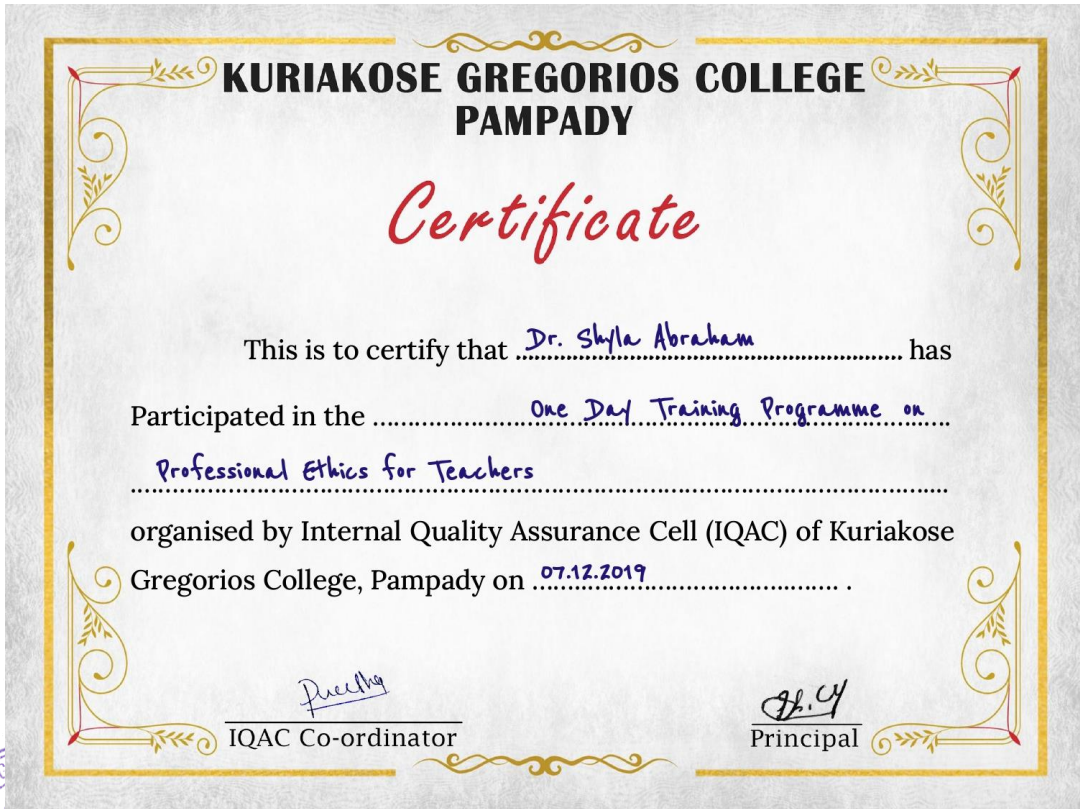 KURIAKOSE GREGORIOS COLLEGE
PAMPADY
Certificate
This is to certify that Dr. Shyla Abraham has
Participated in the One Day Training Programme on
Professional Ethics for Teachers
organised by Internal Quality Assurance Cell (IQAC) of Kuriakose
Gregorios College, Pampady on 07.12.2019 .
IQAC Co-ordinator
Principal